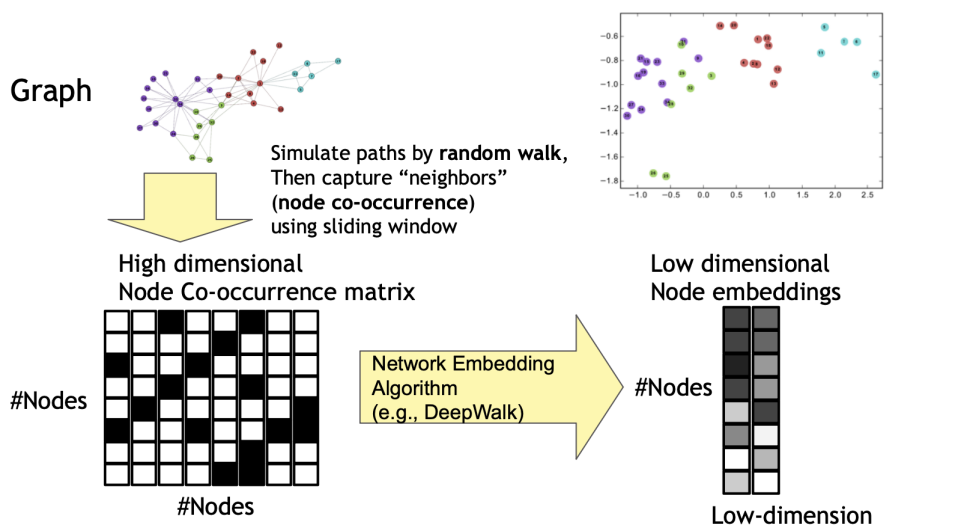 Graph
Simulate paths by random walk,
Then capture “neighbors”
(node co-occurrence)
using sliding window
−0.6
−0.8
−1.0
−1.2
−1.4
−1.6
−1.8
−1.0
−0.5
0.0
0.5
1.0
1.5
2.0
2.5
High dimensional
Node Co-occurrence matrix
#Nodes
#Nodes
Network Embedding
Algorithm
(e.g., DeepWalk)
Low dimensional
Node embeddings
#Nodes
Low-dimension